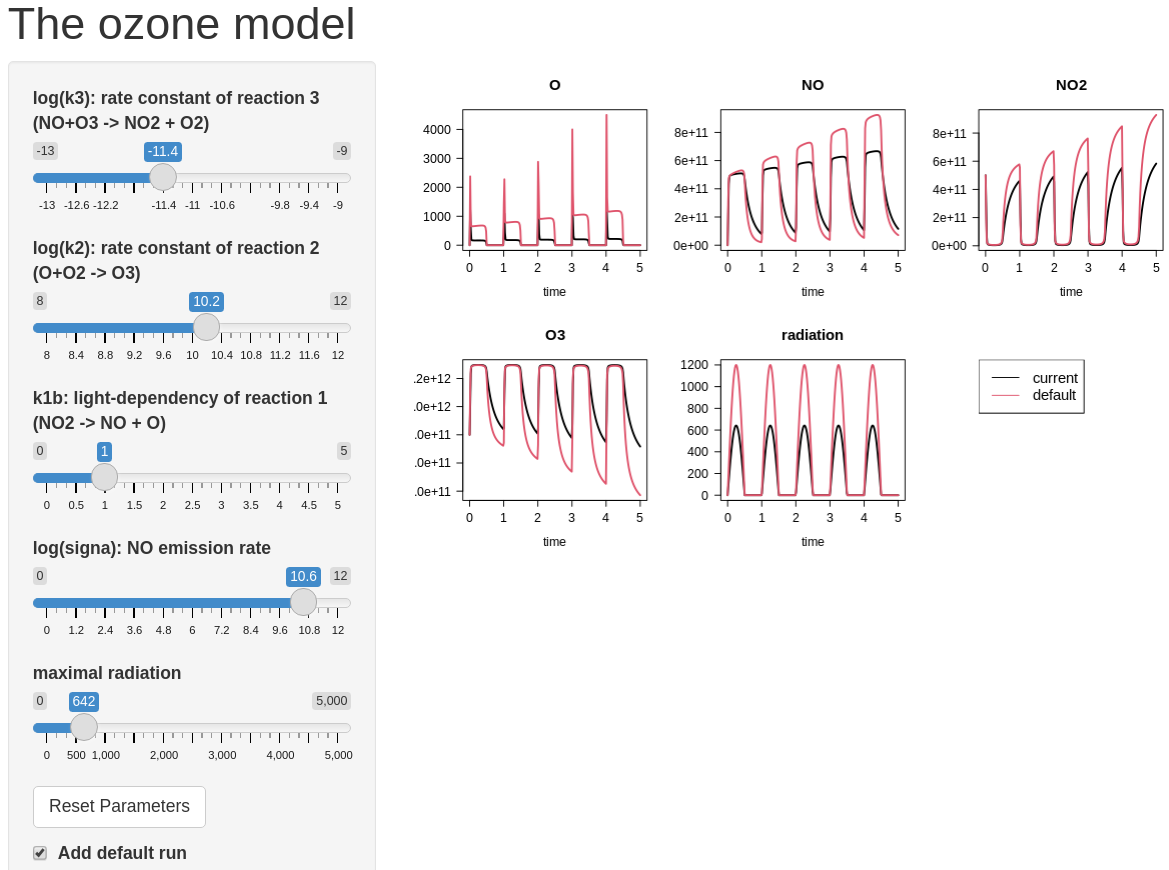 The ozone model
log(k3): rate constant of reaction 3
(NO+O3 -> NO2 + O2)
-13 -11.4 -9
-13 -12.6 -12.2 -11.4 -11 -10.6 -9.8 -9.4 -9
log(k2): rate constant of reaction 2
(O+O2 -> O3)
8 10.2 12
8 8.4 8.8 9.2 9.6 10 10.4 10.8 11.2 11.6 12
k1b: light-dependency of reaction 1
(NO2 -> NO + O)
0 1 5
0 0.5 1 1.5 2 2.5 3 3.5 4 4.5 5
log(signa): NO emission rate
0 10.6 12
0 1.2 2.4 3.6 4.8 6 7.2 8.4 9.6 10.8 12
maximal radiation
0 642 5,000
0 500 1,000 2,000 3,000 4,000 5,000
Reset Parameters
Add default run
O
4000
3000
2000
1000
0
0 1 2 3 4 5
time
NO
8e+11
6e+11
4e+11
2e+11
0e+00
0 1 2 3 4 5
time
NO2
8e+11
6e+11
4e+11
2e+11
0e+00
0 1 2 3 4 5
time
O3
.2e+12
.0e+12
.0e+11
.0e+11
.0e+11
0 1 2 3 4 5
time
radiation
1200
1000
800
600
400
200
0
0 1 2 3 4 5
time
current
default